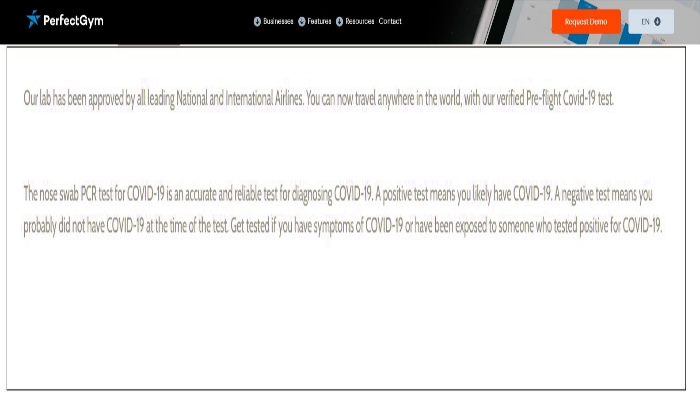 PerfectGym
Businesses Features Resources Contact
Request Demo
EN
Our lab has been approved by all leading National and International Airlines. You can now travel anywhere in the world, with our verified Pre-flight Covid-19 test.
The nose swab PCR test for COVID-19 is an accurate and reliable test for diagnosing COVID-19. A positive test means you likely have COVID-19. A negative test means you
probably did not have COVID-19 at the time of the test. Get tested if you have symptoms of COVID-19 or have been exposed to someone who tested positive for COVID-19.